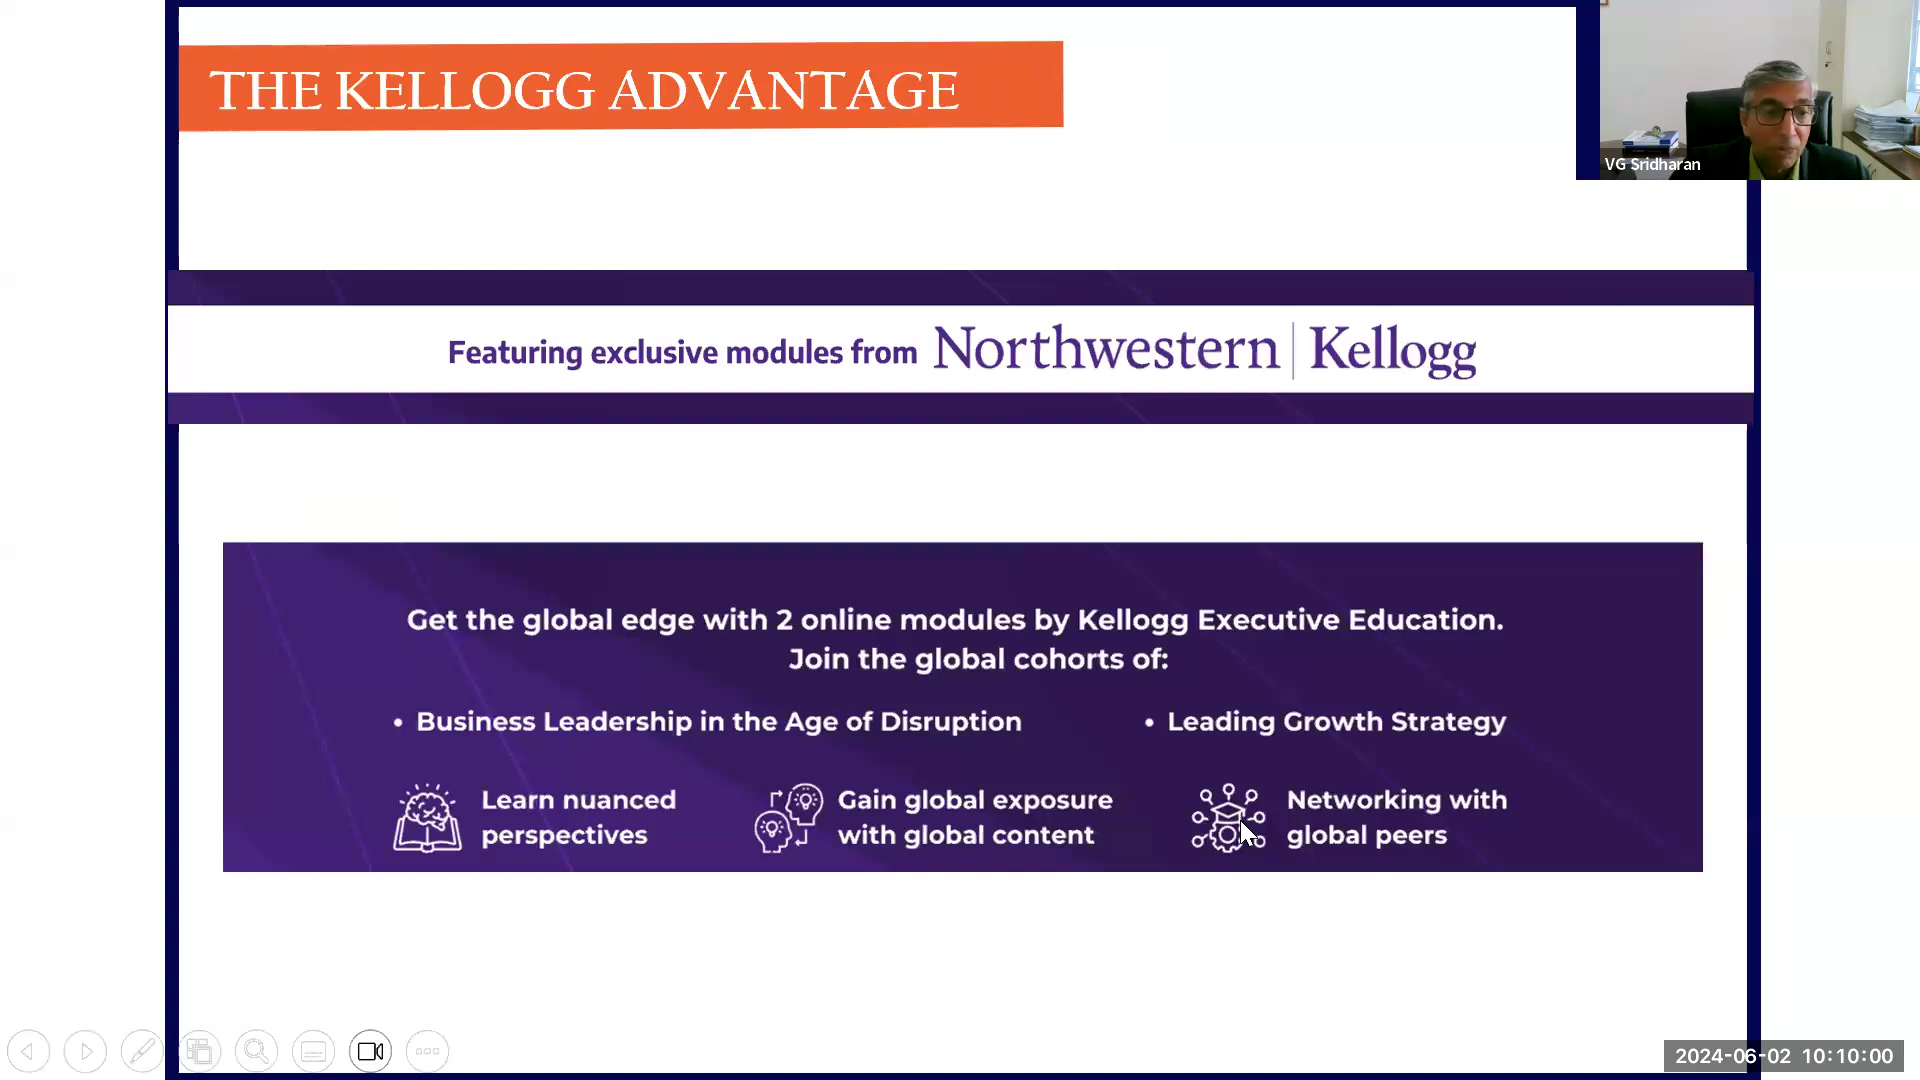 THE KELLOGG ADVANTAGE
VG Sridharan
Featuring exclusive modules from Northwestern | Kellogg
Get the global edge with 2 online modules by Kellogg Executive Education.
Join the global cohorts of:
• Business Leadership in the Age of Disruption
• Leading Growth Strategy
Learn nuanced
perspectives
Gain global exposure
with global content
Networking with
global peers
2024-06-02 10:10:00